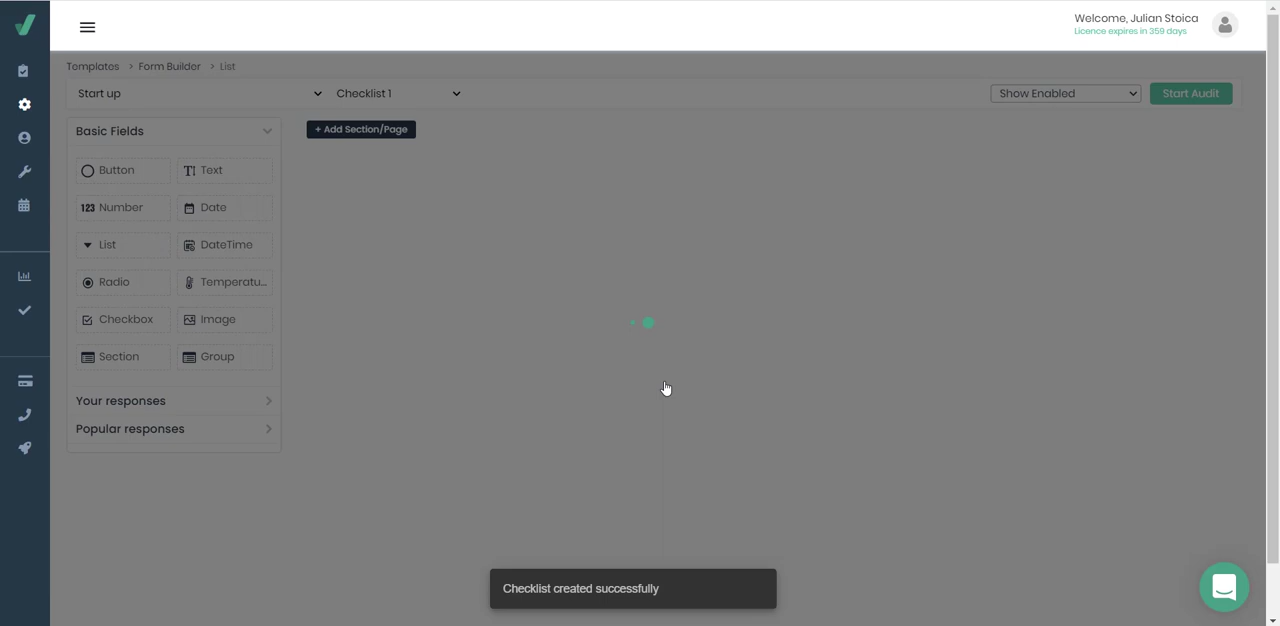 Welcome, Julian Stoica
Licence expires in 359 days
Templates > Form Builder > List
Start up
Checklist 1
Show Enabled
Start Audit
Basic Fields
+ Add Section/Page
Button
Text
123 Number
Date
List
DateTime
Radio
Temperatu...
Checkbox
Image
Section
Group
Your responses
Popular responses
Checklist created successfully